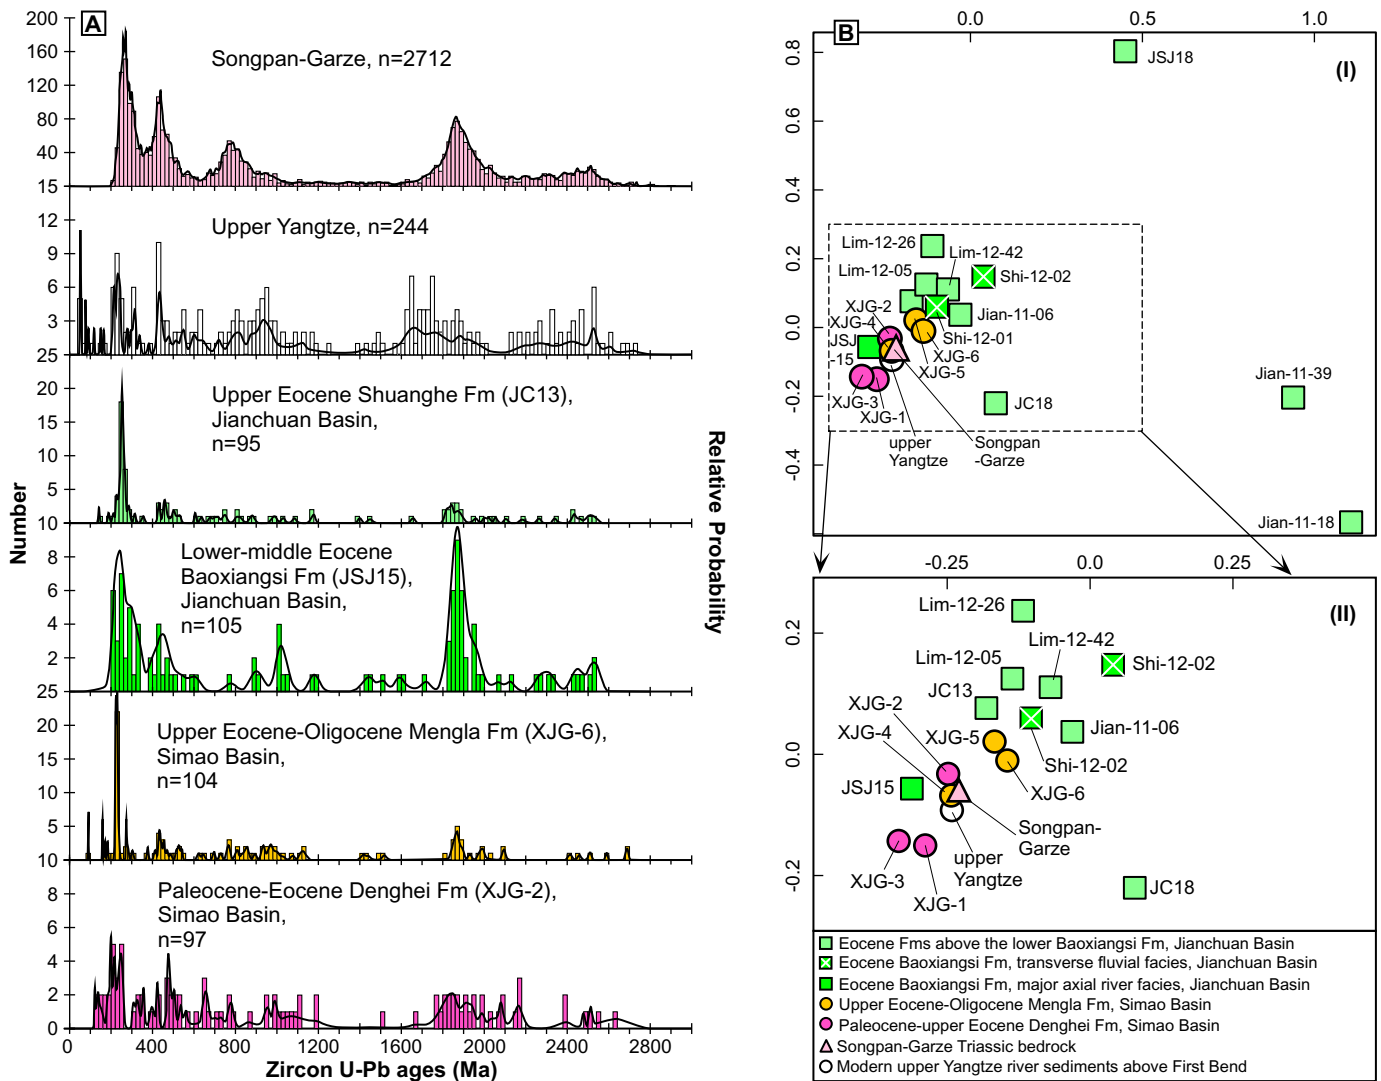 A
200
160
120
80
40
15
Songpan-Garze, n=2712
12
9
6
3
25
Upper Yangtze, n=244
20
15
10
5
10
Upper Eocene Shuanghe Fm (JC13),
Jianchuan Basin,
n=95
8
6
4
2
25
Lower-middle Eocene
Baoxiangsi Fm (JSJ15),
Jianchuan Basin,
n=105
20
15
10
5
10
Upper Eocene-Oligocene Mengla Fm (XJG-6),
Simao Basin,
n=104
8
6
4
2
0
Paleocene-Eocene Denghei Fm (XJG-2),
Simao Basin,
n=97
0 400 800 1200 1600 2000 2400 2800
Zircon U-Pb ages (Ma)
Number
Relative Probability
B
0.0 0.5 1.0
(I)
0.8
0.6
0.4
0.2
0.0
-0.2
-0.4
JSJ18
Lim-12-26
Lim-12-42
Lim-12-05
Shi-12-02
XJG-2
Jian-11-06
XJG-4
Shi-12-01
JSJ
-15
XJG-6
XJG-5
Jian-11-39
XJG-3
JC18
XJG-1
upper
Yangtze
Songpan
-Garze
Jian-11-18
-0.25 0.0 0.25
(II)
0.2
0.0
-0.2
Lim-12-26
Lim-12-42
Lim-12-05
Shi-12-02
JC13
XJG-2
XJG-4
XJG-5
Jian-11-06
Shi-12-02
JSJ15
XJG-6
Songpan-
Garze
upper
Yangtze
XJG-3
XJG-1
JC18
Eocene Fms above the lower Baoxiangsi Fm, Jianchuan Basin
Eocene Baoxiangsi Fm, transverse fluvial facies, Jianchuan Basin
Eocene Baoxiangsi Fm, major axial river facies, Jianchuan Basin
Upper Eocene-Oligocene Mengla Fm, Simao Basin
Paleocene-upper Eocene Denghei Fm, Simao Basin
Songpan-Garze Triassic bedrock
Modern upper Yangtze river sediments above First Bend